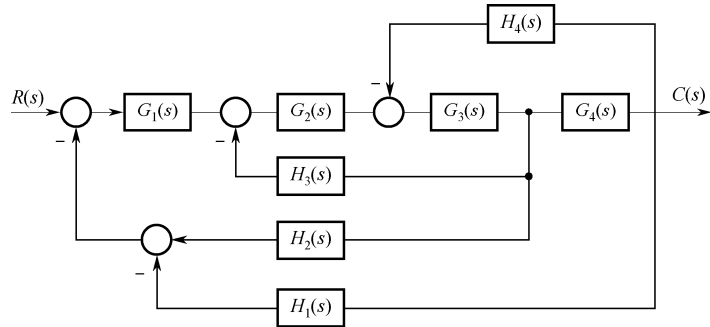 H₄(s)
−
R(s) G₁(s) G₂(s) G₃(s) G₄(s) C(s)
− −
H₃(s)
H₂(s)
−
H₁(s)